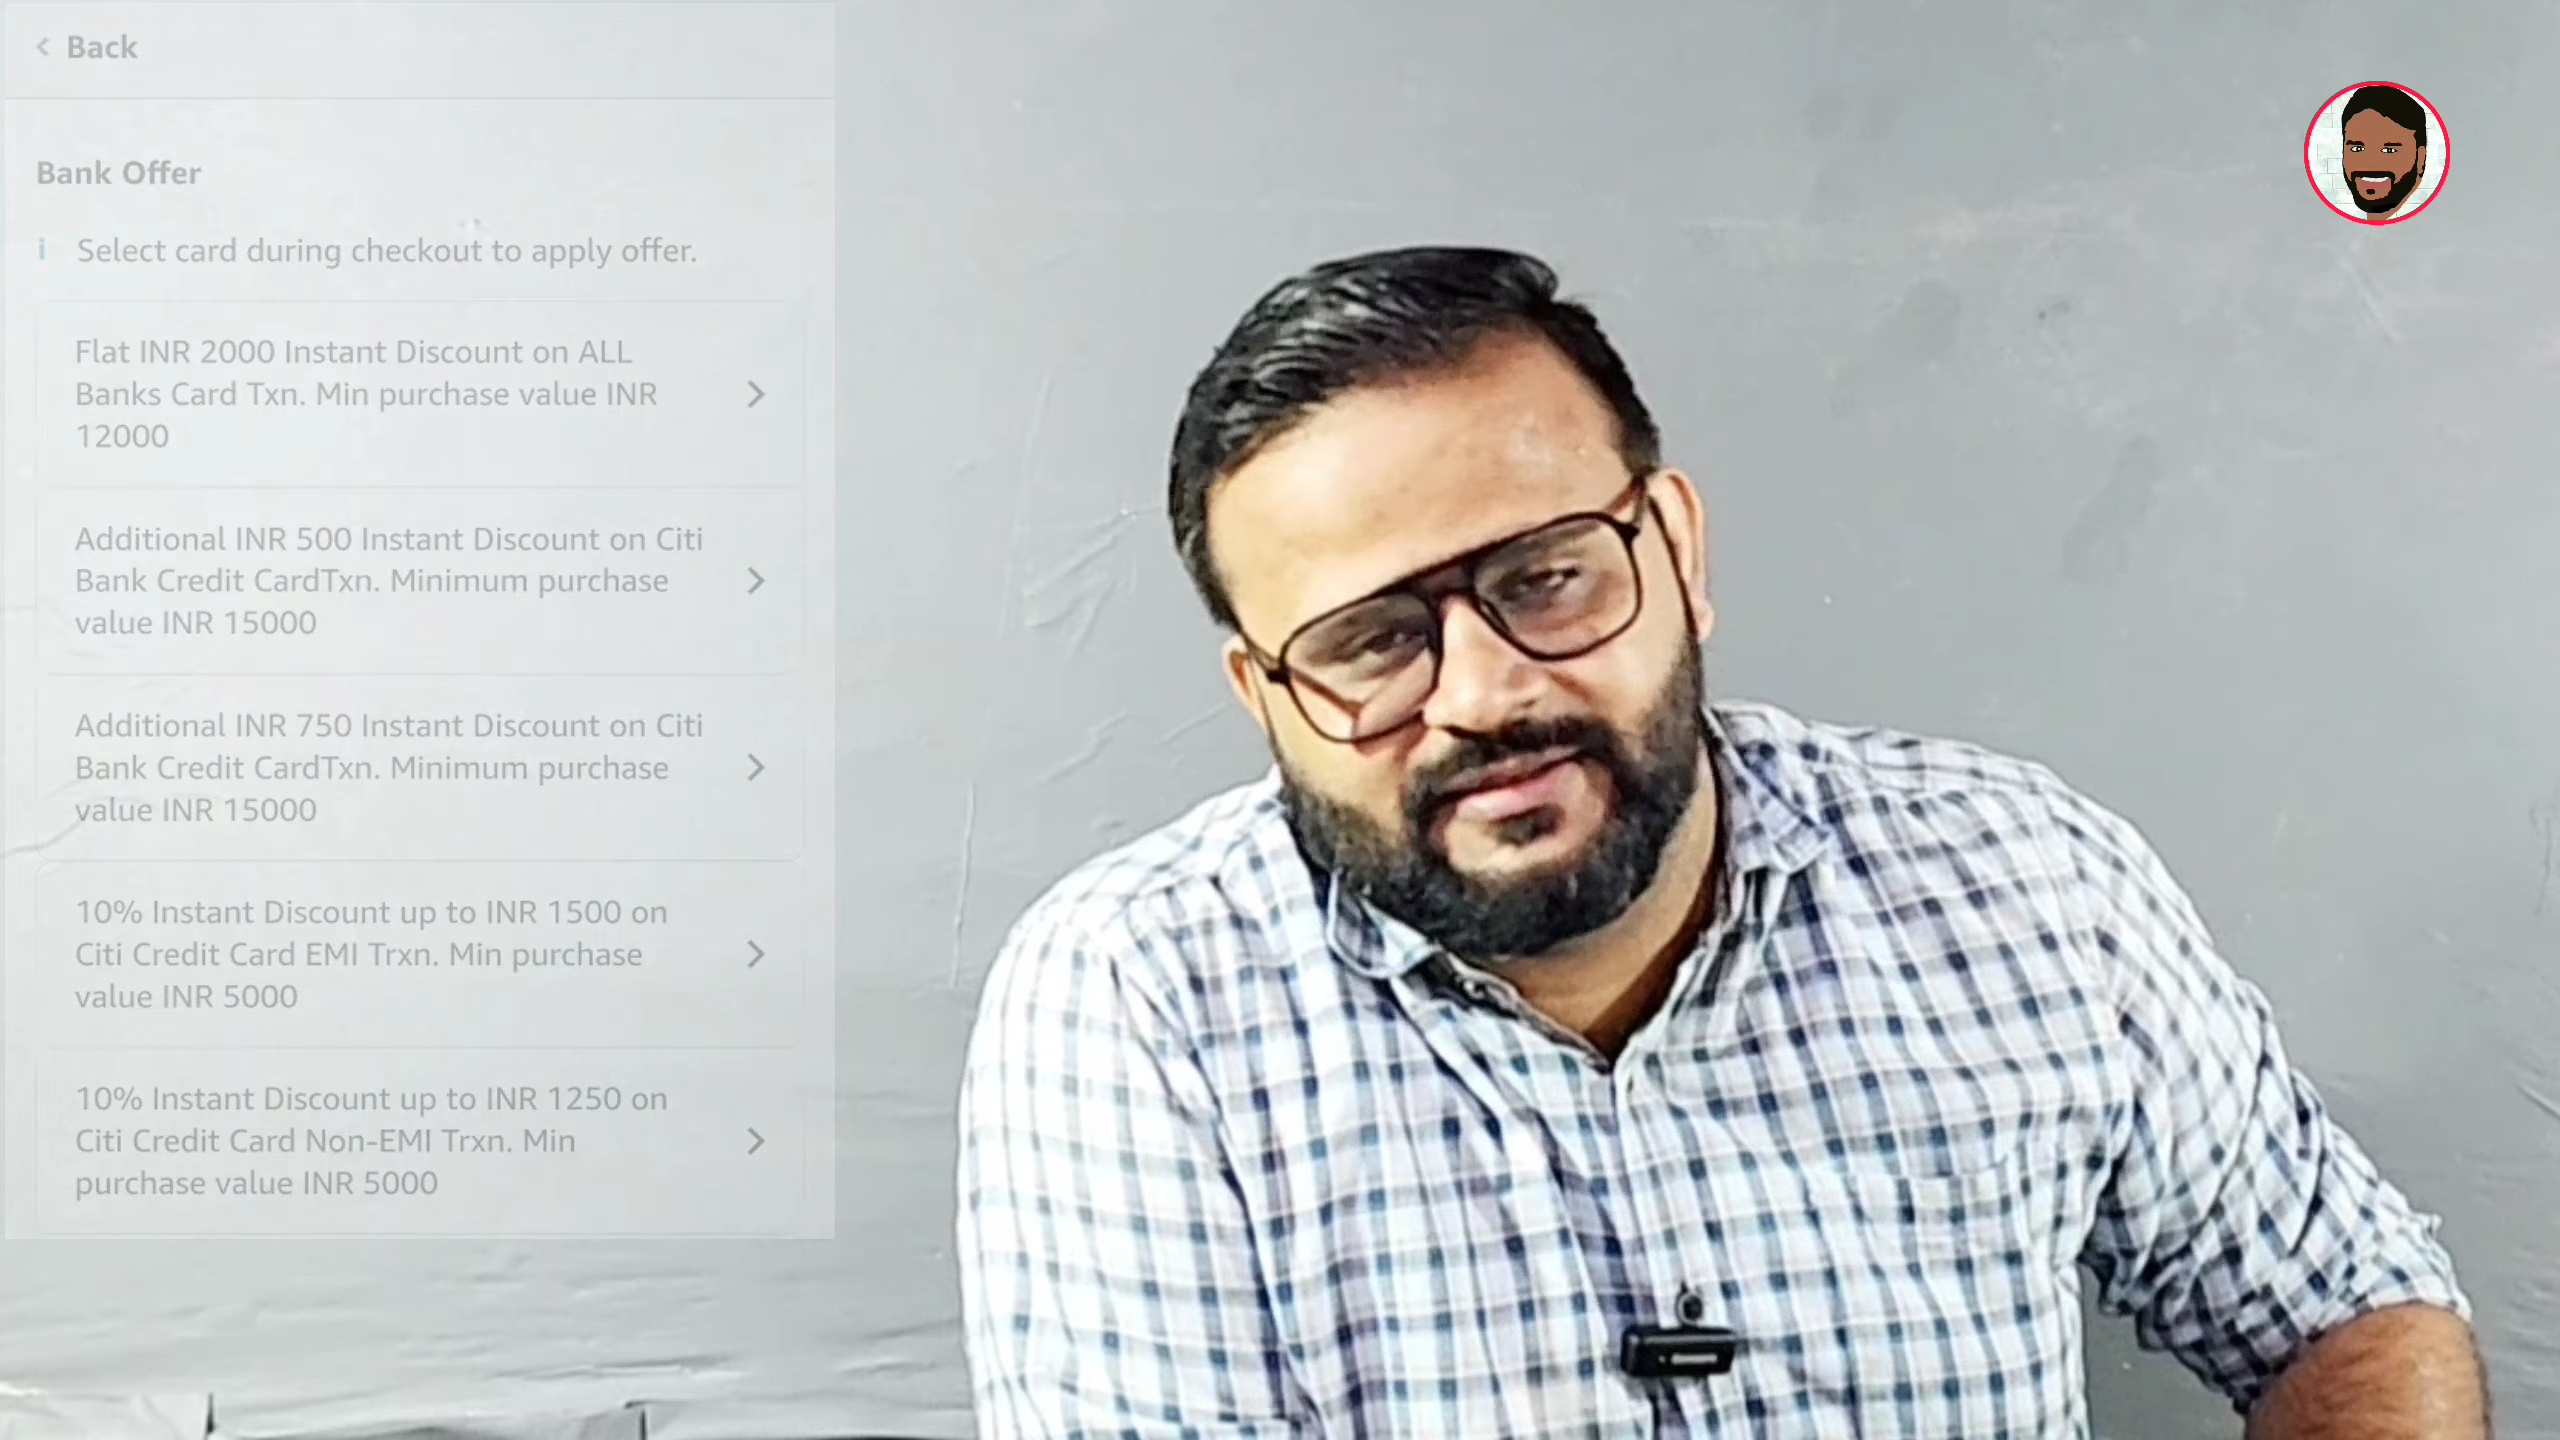 Back
Bank Offer
i Select card during checkout to apply offer.
Flat INR 2000 Instant Discount on ALL
Banks Card Txn. Min purchase value INR
12000
Additional INR 500 Instant Discount on Citi
Bank Credit CardTxn. Minimum purchase
value INR 15000
Additional INR 750 Instant Discount on Citi
Bank Credit CardTxn. Minimum purchase
value INR 15000
10% Instant Discount up to INR 1500 on
Citi Credit Card EMI Trxn. Min purchase
value INR 5000
10% Instant Discount up to INR 1250 on
Citi Credit Card Non-EMI Trxn. Min
purchase value INR 5000